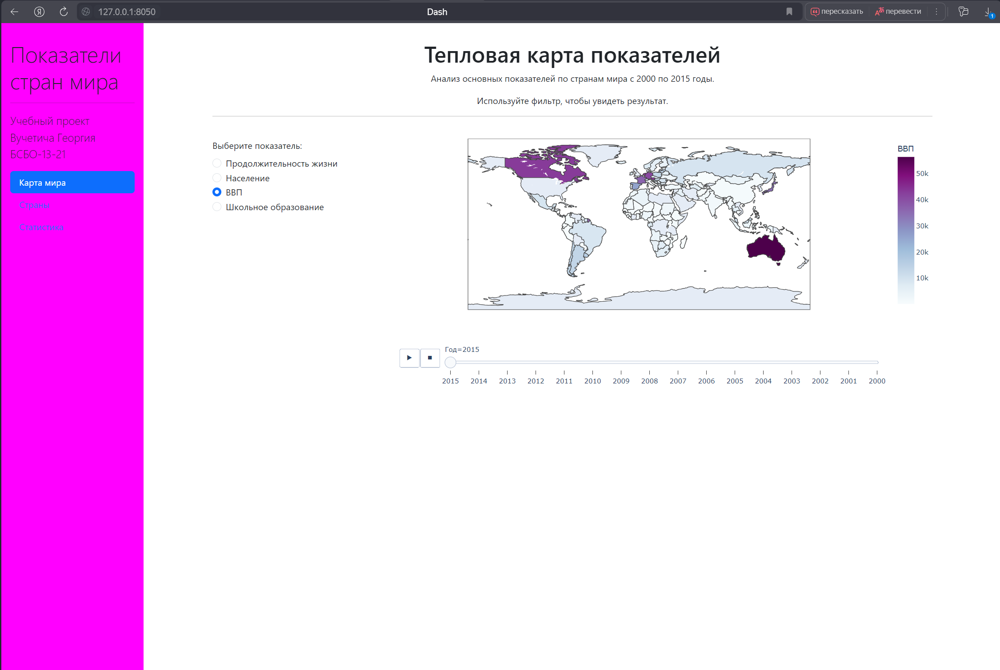 127.0.0.1:8050
Dash
пересказать
перевести
1
Показатели
стран мира
Учебный проект
Вучетича Георгия
БСБО-13-21
Карта мира
Страны
Статистика
Тепловая карта показателей
Анализ основных показателей по странам мира с 2000 по 2015 годы.
Используйте фильтр, чтобы увидеть результат.
Выберите показатель:
Продолжительность жизни
Население
ВВП
Школьное образование
ВВП
50k
40k
30k
20k
10k
Год=2015
2015 2014 2013 2012 2011 2010 2009 2008 2007 2006 2005 2004 2003 2002 2001 2000